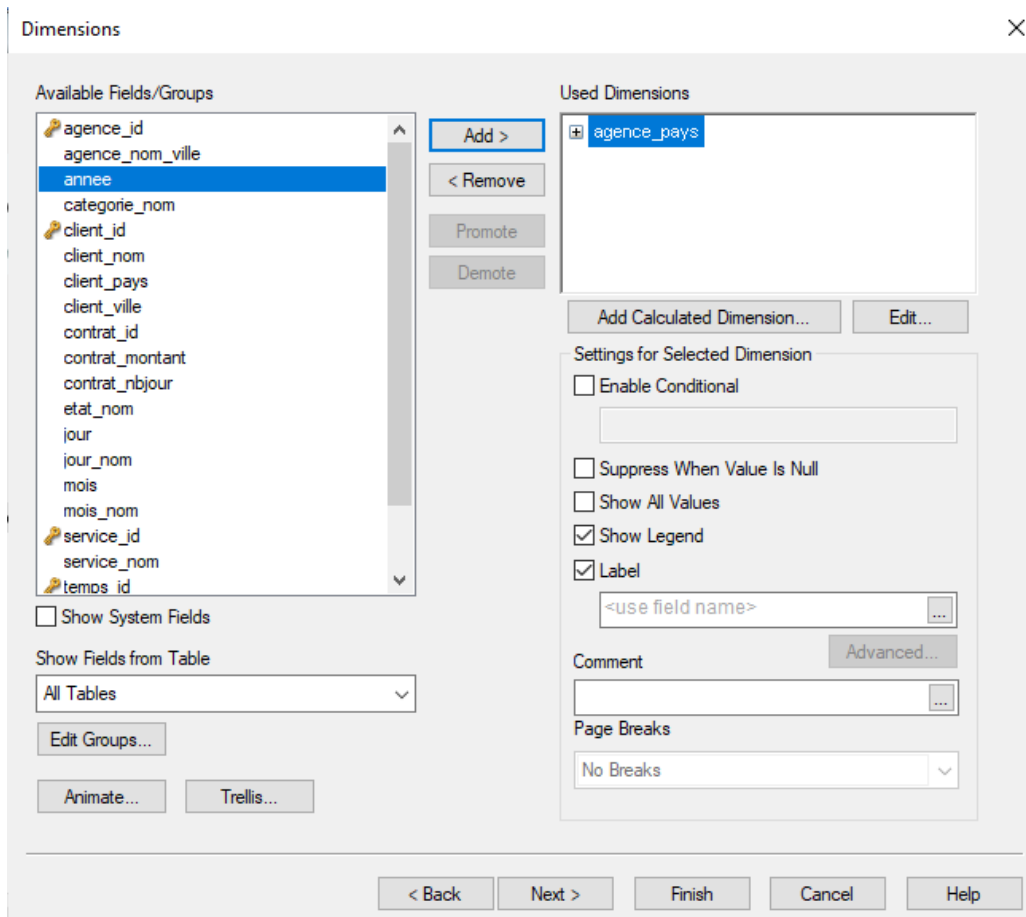 Dimensions
Available Fields/Groups
agence_id
agence_nom_ville
annee
categorie_nom
client_id
client_nom
client_pays
client_ville
contrat_id
contrat_montant
contrat_nbjour
etat_nom
jour
jour_nom
mois
mois_nom
service_id
service_nom
temps_id
Show System Fields
Show Fields from Table
All Tables
Edit Groups...
Animate...
Trellis...
Add >
< Remove
Promote
Demote
Used Dimensions
agence_pays
Add Calculated Dimension...
Edit...
Settings for Selected Dimension
Enable Conditional
Suppress When Value Is Null
Show All Values
Show Legend
Label
<use field name>
...
Advanced...
Comment
...
Page Breaks
No Breaks
< Back
Next >
Finish
Cancel
Help